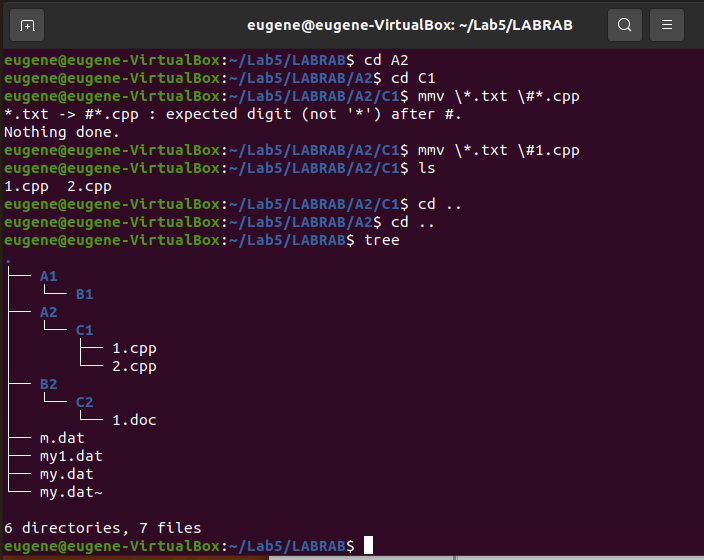 eugene@eugene-VirtualBox: ~/Lab5/LABRAB
eugene@eugene-VirtualBox:~/Lab5/LABRAB$ cd A2
eugene@eugene-VirtualBox:~/Lab5/LABRAB/A2$ cd C1
eugene@eugene-VirtualBox:~/Lab5/LABRAB/A2/C1$ mmv \*.txt \#*.cpp
*.txt -> #*.cpp : expected digit (not '*') after #.
Nothing done.
eugene@eugene-VirtualBox:~/Lab5/LABRAB/A2/C1$ mmv \*.txt \#1.cpp
eugene@eugene-VirtualBox:~/Lab5/LABRAB/A2/C1$ ls
1.cpp  2.cpp
eugene@eugene-VirtualBox:~/Lab5/LABRAB/A2/C1$ cd ..
eugene@eugene-VirtualBox:~/Lab5/LABRAB/A2$ cd ..
eugene@eugene-VirtualBox:~/Lab5/LABRAB$ tree
.
├── A1
│   └── B1
├── A2
│   └── C1
│       ├── 1.cpp
│       └── 2.cpp
├── B2
│   └── C2
│       └── 1.doc
├── m.dat
├── my1.dat
├── my.dat
└── my.dat~
6 directories, 7 files
eugene@eugene-VirtualBox:~/Lab5/LABRAB$